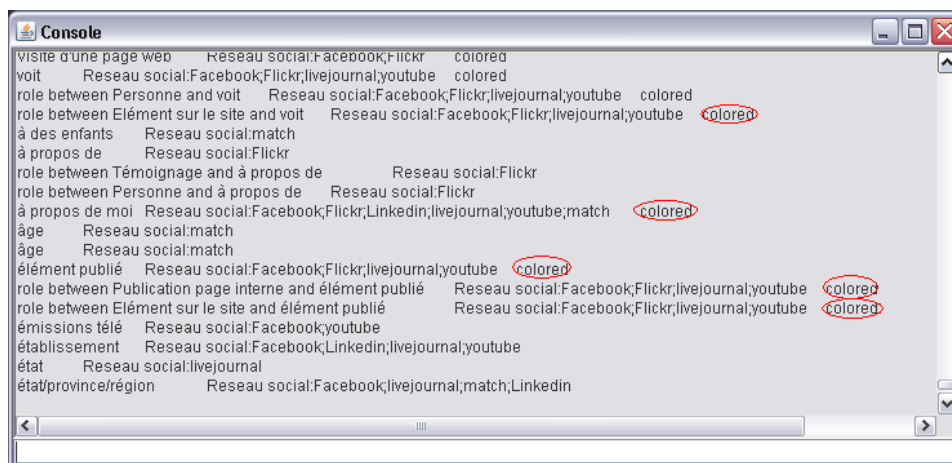 Console
visite d'une page web Reseau social:Facebook;Flickr colored
voit Reseau social:Facebook;Flickr;livejournal;youtube colored
role between Personne and voit Reseau social:Facebook;Flickr;livejournal;youtube colored
role between Elément sur le site and voit Reseau social:Facebook;Flickr;livejournal;youtube colored
à des enfants Reseau social:match
à propos de Reseau social:Flickr
role between Témoignage and à propos de Reseau social:Flickr
role between Personne and à propos de Reseau social:Flickr
à propos de moi Reseau social:Facebook;Flickr;Linkedin;livejournal;youtube;match colored
âge Reseau social:match
âge Reseau social:match
élément publié Reseau social:Facebook;Flickr;livejournal;youtube colored
role between Publication page interne and élément publié Reseau social:Facebook;Flickr;livejournal;youtube colored
role between Elément sur le site and élément publié Reseau social:Facebook;Flickr;livejournal;youtube colored
émissions télé Reseau social:Facebook;youtube
établissement Reseau social:Facebook;Linkedin;livejournal;youtube
état Reseau social:livejournal
état/province/région Reseau social:Facebook;livejournal;match;Linkedin